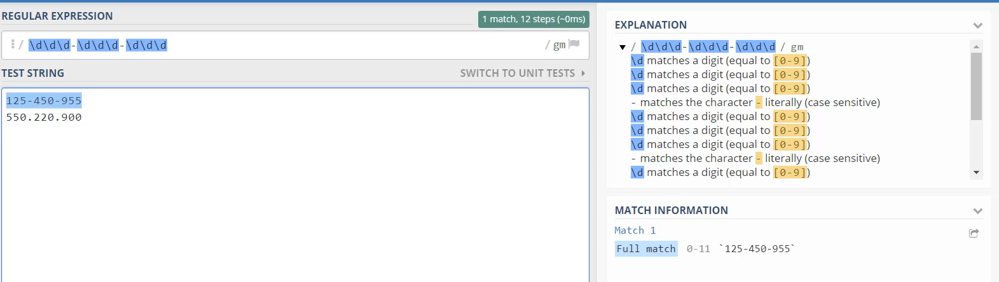 REGULAR EXPRESSION
1 match, 12 steps (~0ms)
/ \d\d\d-\d\d\d-\d\d\d / gm
TEST STRING
SWITCH TO UNIT TESTS
125-450-955
550.220.900
EXPLANATION
/ \d\d\d-\d\d\d-\d\d\d / gm
\d matches a digit (equal to [0-9])
\d matches a digit (equal to [0-9])
\d matches a digit (equal to [0-9])
- matches the character - literally (case sensitive)
\d matches a digit (equal to [0-9])
\d matches a digit (equal to [0-9])
\d matches a digit (equal to [0-9])
- matches the character - literally (case sensitive)
\d matches a digit (equal to [0-9])
MATCH INFORMATION
Match 1
Full match 0-11 `125-450-955`